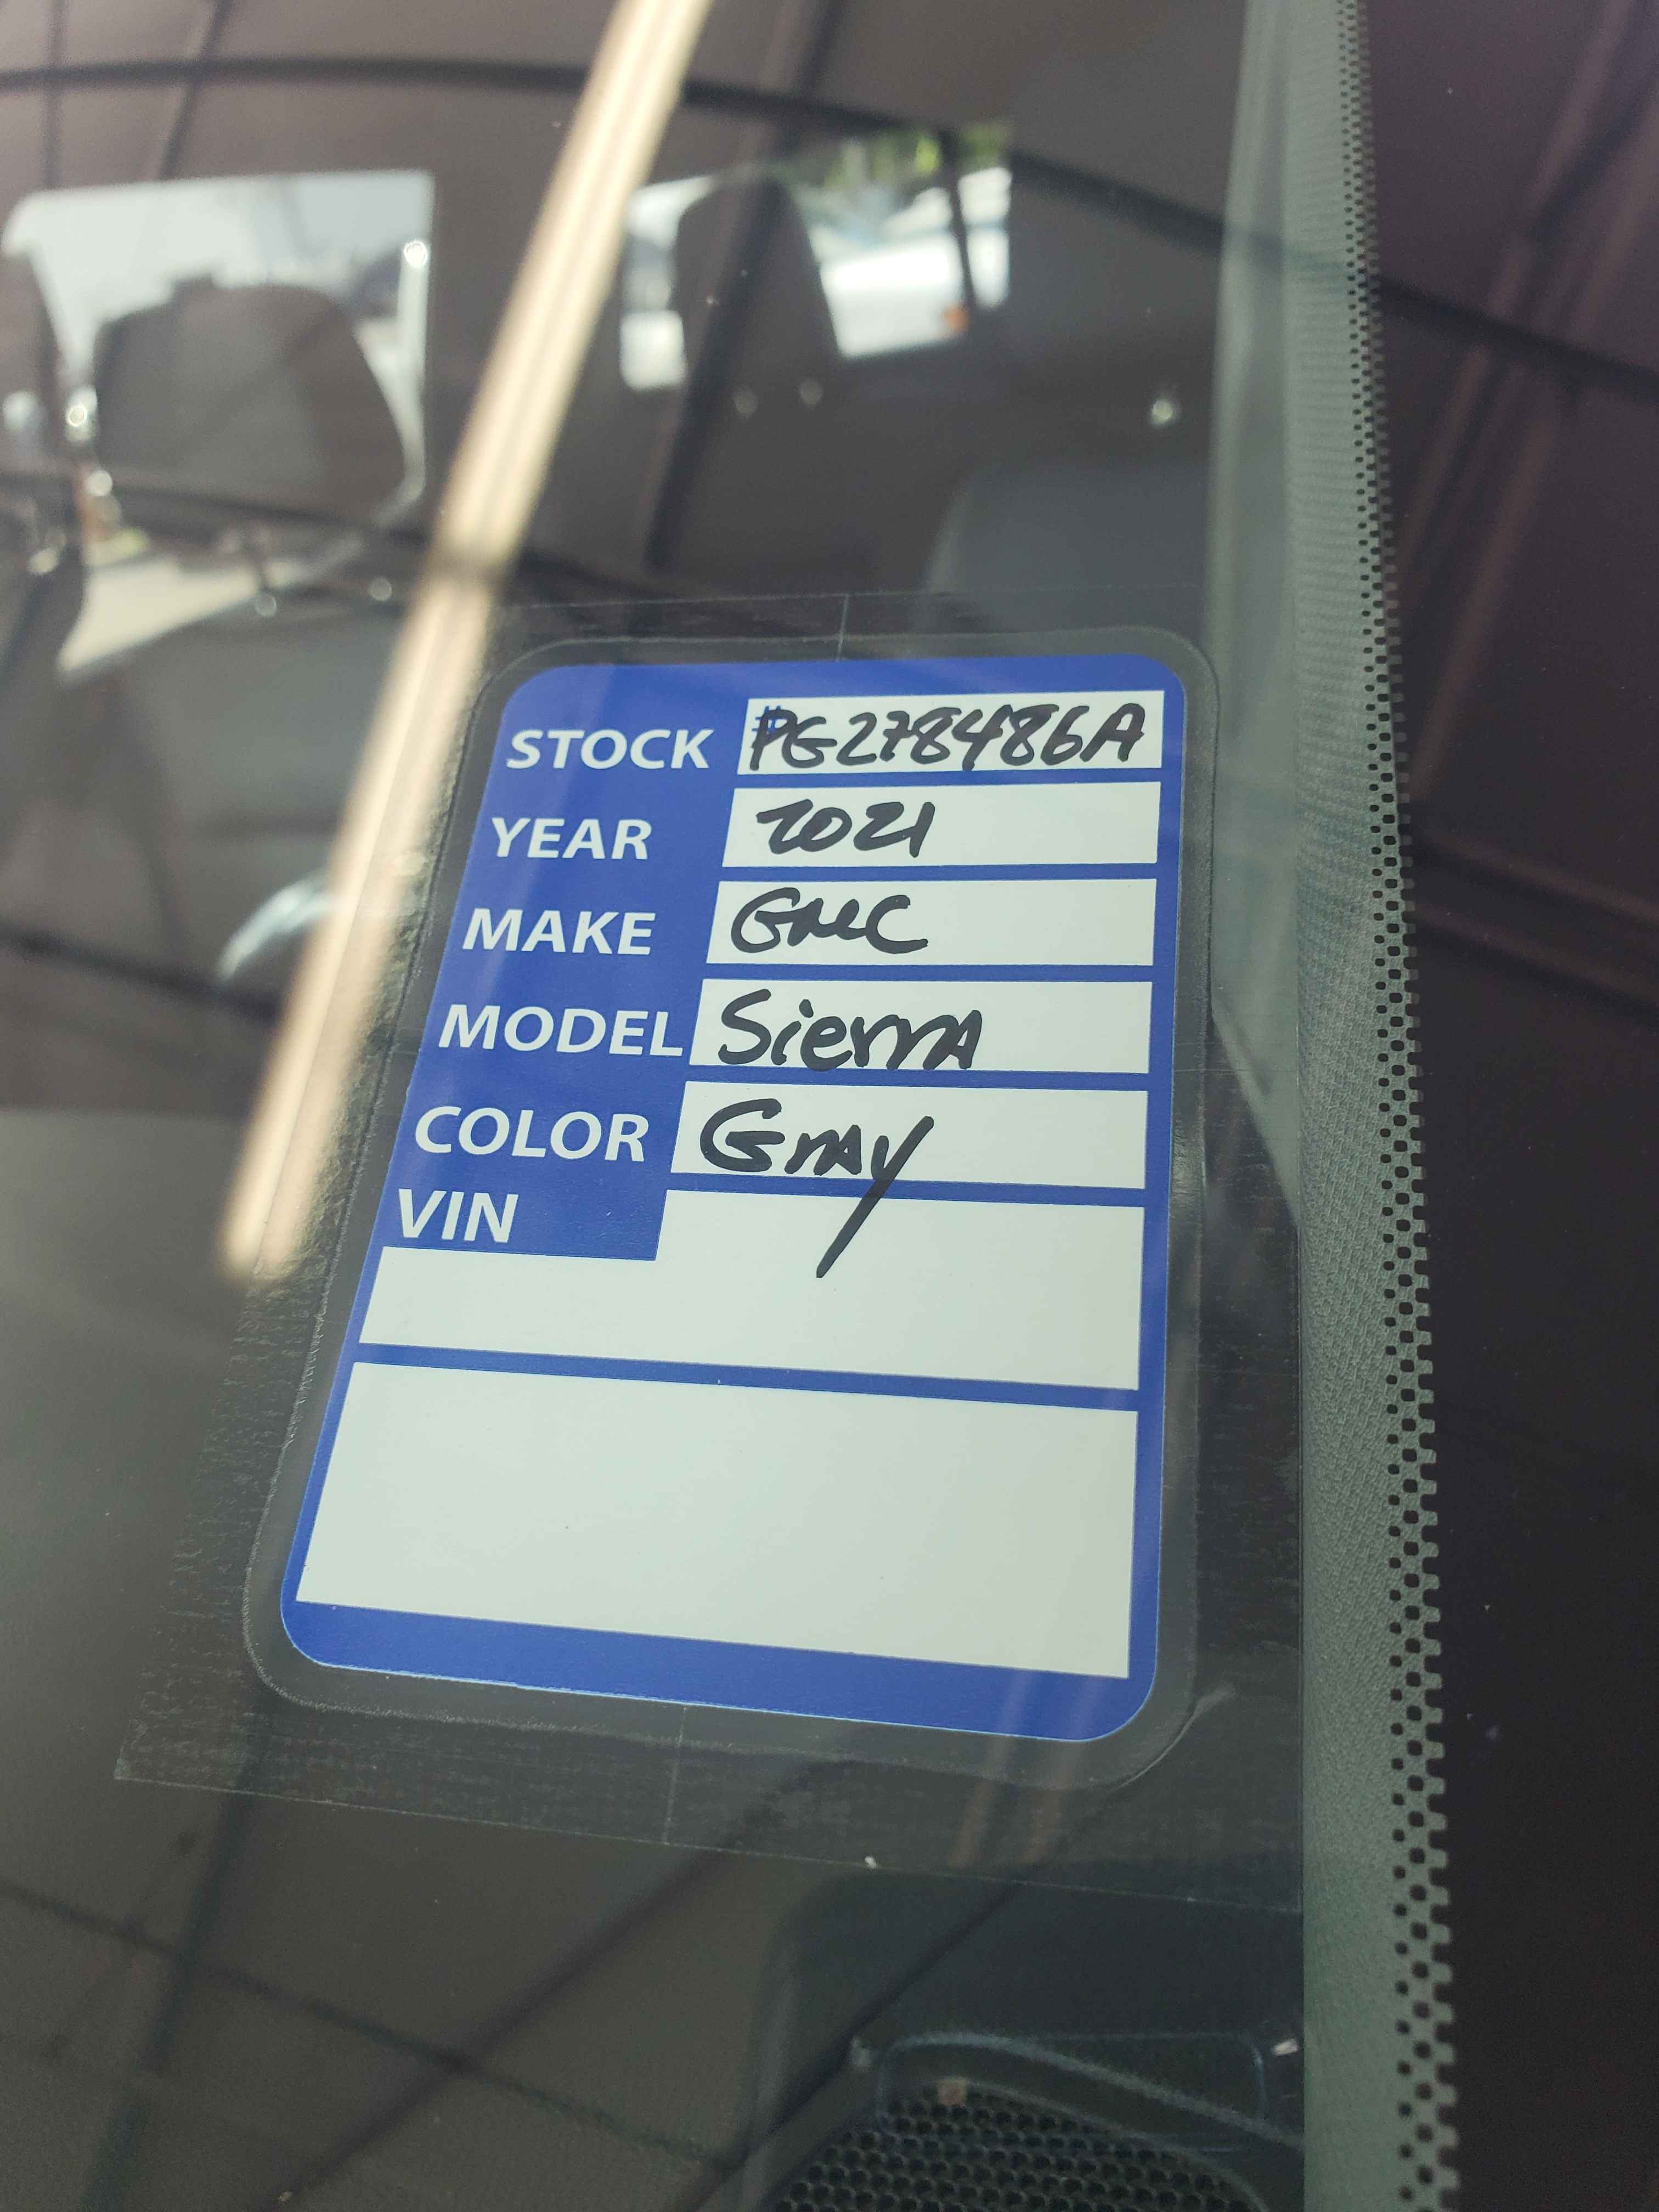 STOCK #PG278486A
YEAR 2021
MAKE GMC
MODEL Sierra
COLOR Gray
VIN